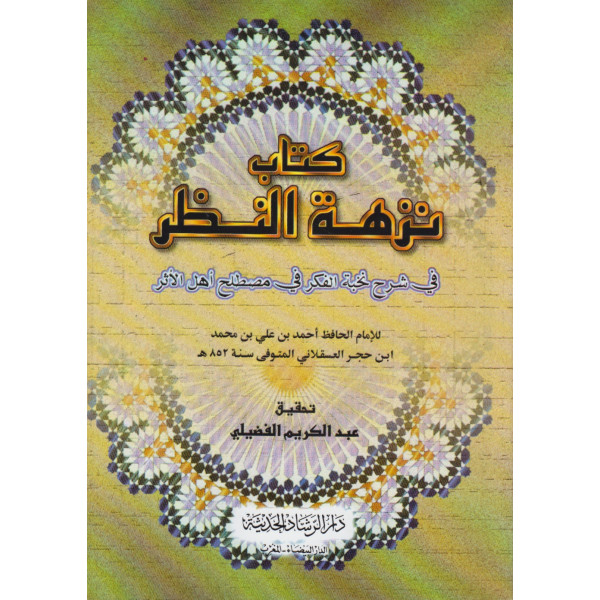 كتاب
نزهة النظر
في شرح نخبة الفكر في مصطلح أهل الأثر
للإمام الحافظ أحمد بن علي بن محمد
ابن حجر العسقلاني المتوفى سنة ٨٥٢ هـ
تحقيق
عبد الكريم الفضيلي
دار الرشاد الحديثة
الدار البيضاء - المغرب